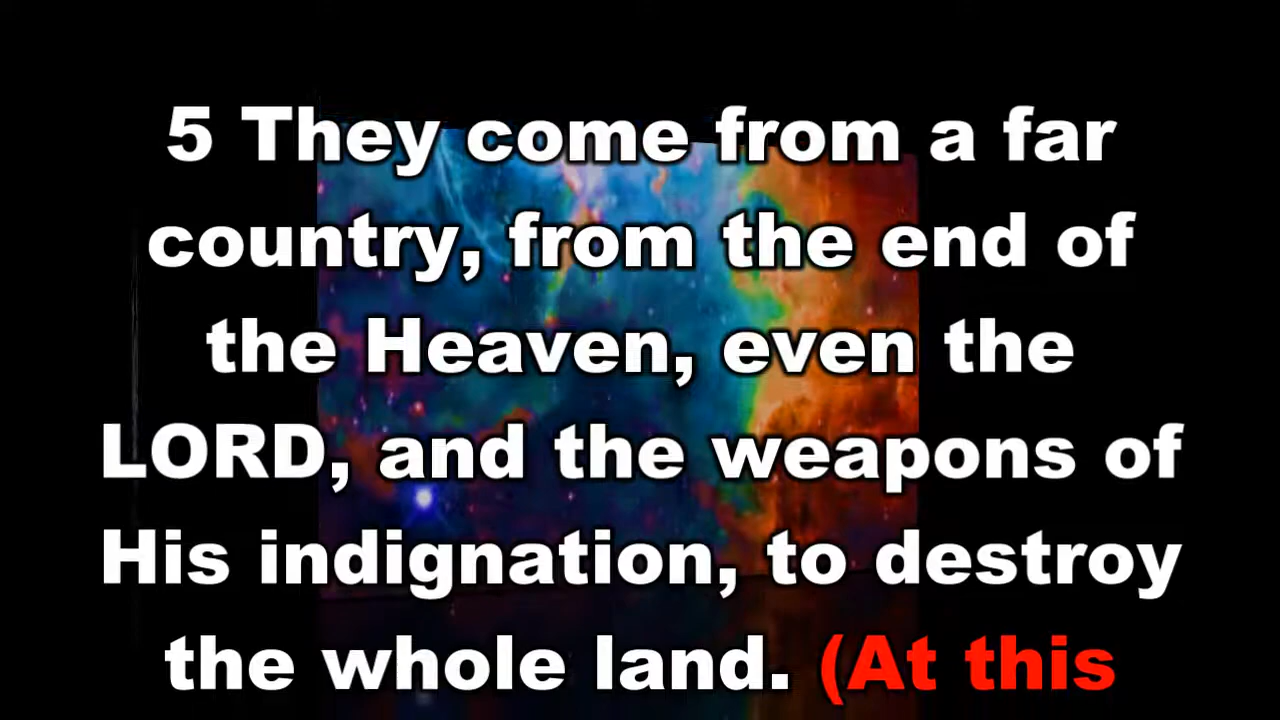 5 They come from a far
country, from the end of
the Heaven, even the
LORD, and the weapons of
His indignation, to destroy
the whole land. (At this